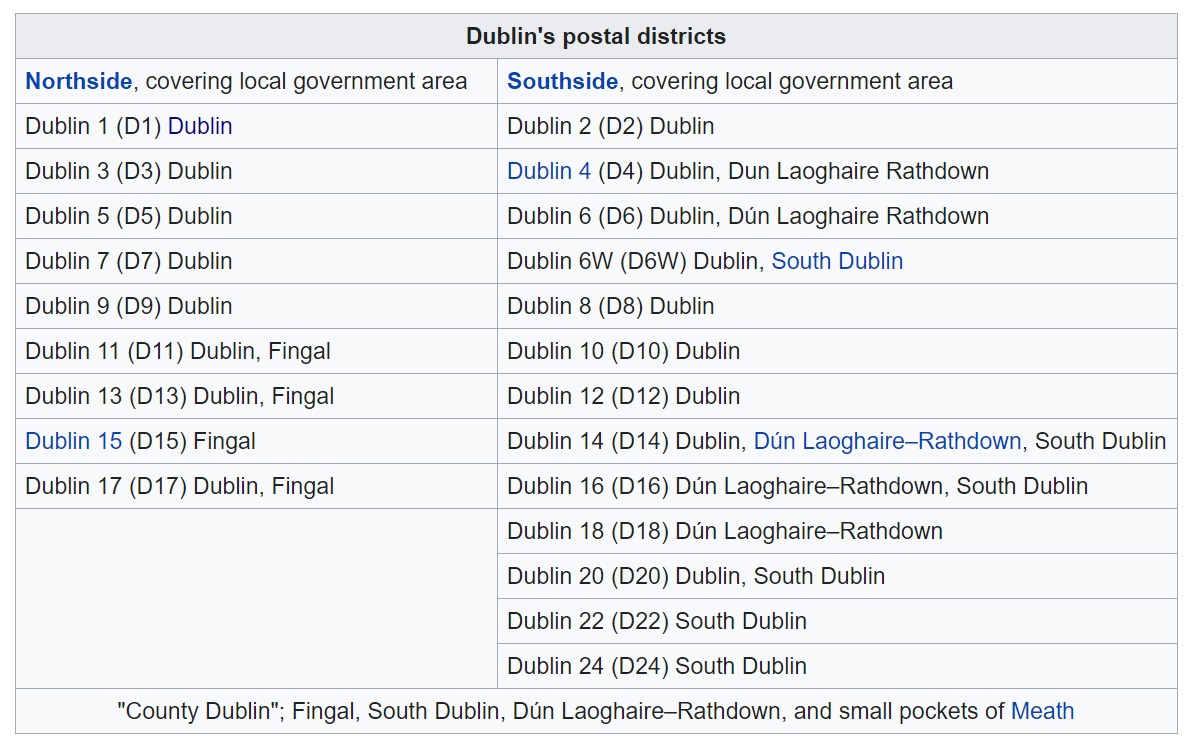 Dublin's postal districts
Northside, covering local government area
Southside, covering local government area
Dublin 1 (D1) Dublin
Dublin 2 (D2) Dublin
Dublin 3 (D3) Dublin
Dublin 4 (D4) Dublin, Dun Laoghaire Rathdown
Dublin 5 (D5) Dublin
Dublin 6 (D6) Dublin, Dún Laoghaire Rathdown
Dublin 7 (D7) Dublin
Dublin 6W (D6W) Dublin, South Dublin
Dublin 9 (D9) Dublin
Dublin 8 (D8) Dublin
Dublin 11 (D11) Dublin, Fingal
Dublin 10 (D10) Dublin
Dublin 13 (D13) Dublin, Fingal
Dublin 12 (D12) Dublin
Dublin 15 (D15) Fingal
Dublin 14 (D14) Dublin, Dún Laoghaire–Rathdown, South Dublin
Dublin 17 (D17) Dublin, Fingal
Dublin 16 (D16) Dún Laoghaire–Rathdown, South Dublin
Dublin 18 (D18) Dún Laoghaire–Rathdown
Dublin 20 (D20) Dublin, South Dublin
Dublin 22 (D22) South Dublin
Dublin 24 (D24) South Dublin
"County Dublin"; Fingal, South Dublin, Dún Laoghaire–Rathdown, and small pockets of Meath